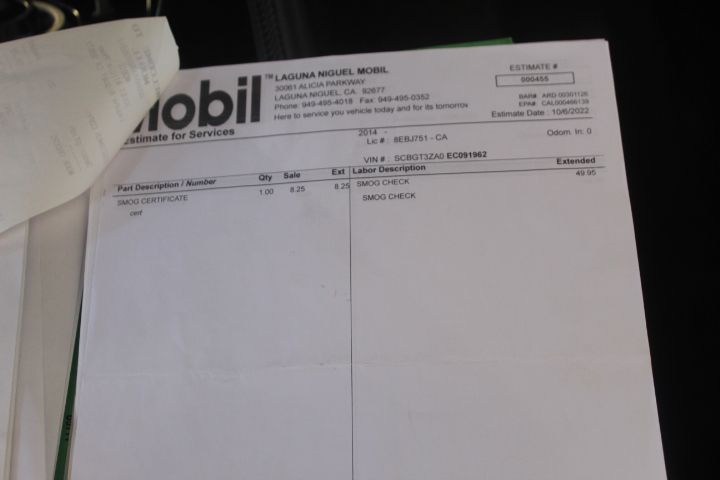 mobil™
LAGUNA NIGUEL MOBIL
30061 ALICIA PARKWAY
LAGUNA NIGUEL, CA. 92677
Phone: 949-495-4018 Fax: 949-495-0352
Here to service you vehicle today and for its tomorrow
Estimate for Services
ESTIMATE #
000455
BAR# ARD-00301126
EPA# CAL000466139
Estimate Date : 10/6/2022
2014 -
Lic # : 8EBJ751 - CA
Odom. In: 0
VIN # : SCBGT3ZA0 EC091962
Part Description / Number Qty Sale Ext Labor Description Extended
SMOG CERTIFICATE 1.00 8.25 8.25 SMOG CHECK 49.95
cert SMOG CHECK